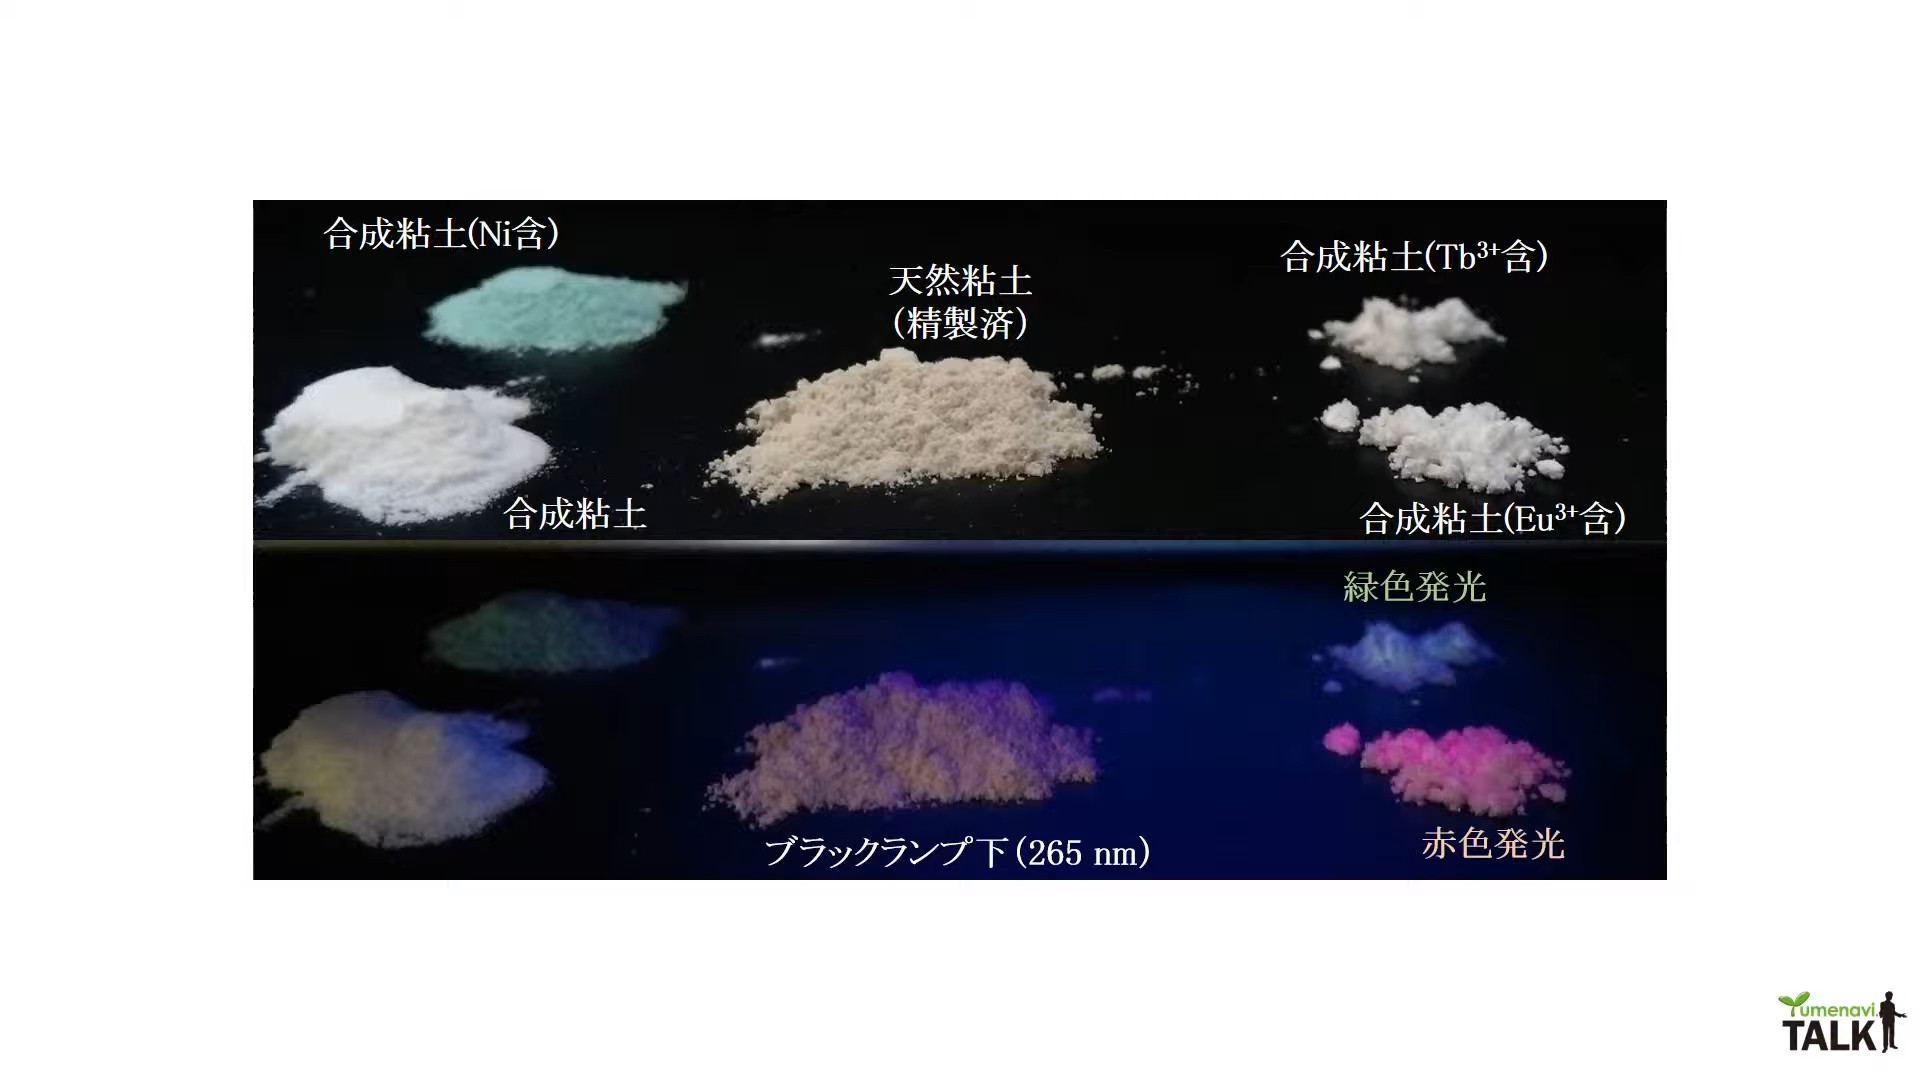 合成粘土(Ni含)
天然粘土
(精製済)
合成粘土(Tb³⁺含)
合成粘土
合成粘土(Eu³⁺含)
緑色発光
ブラックランプ下(265 nm)
赤色発光
Yumenavi
TALK